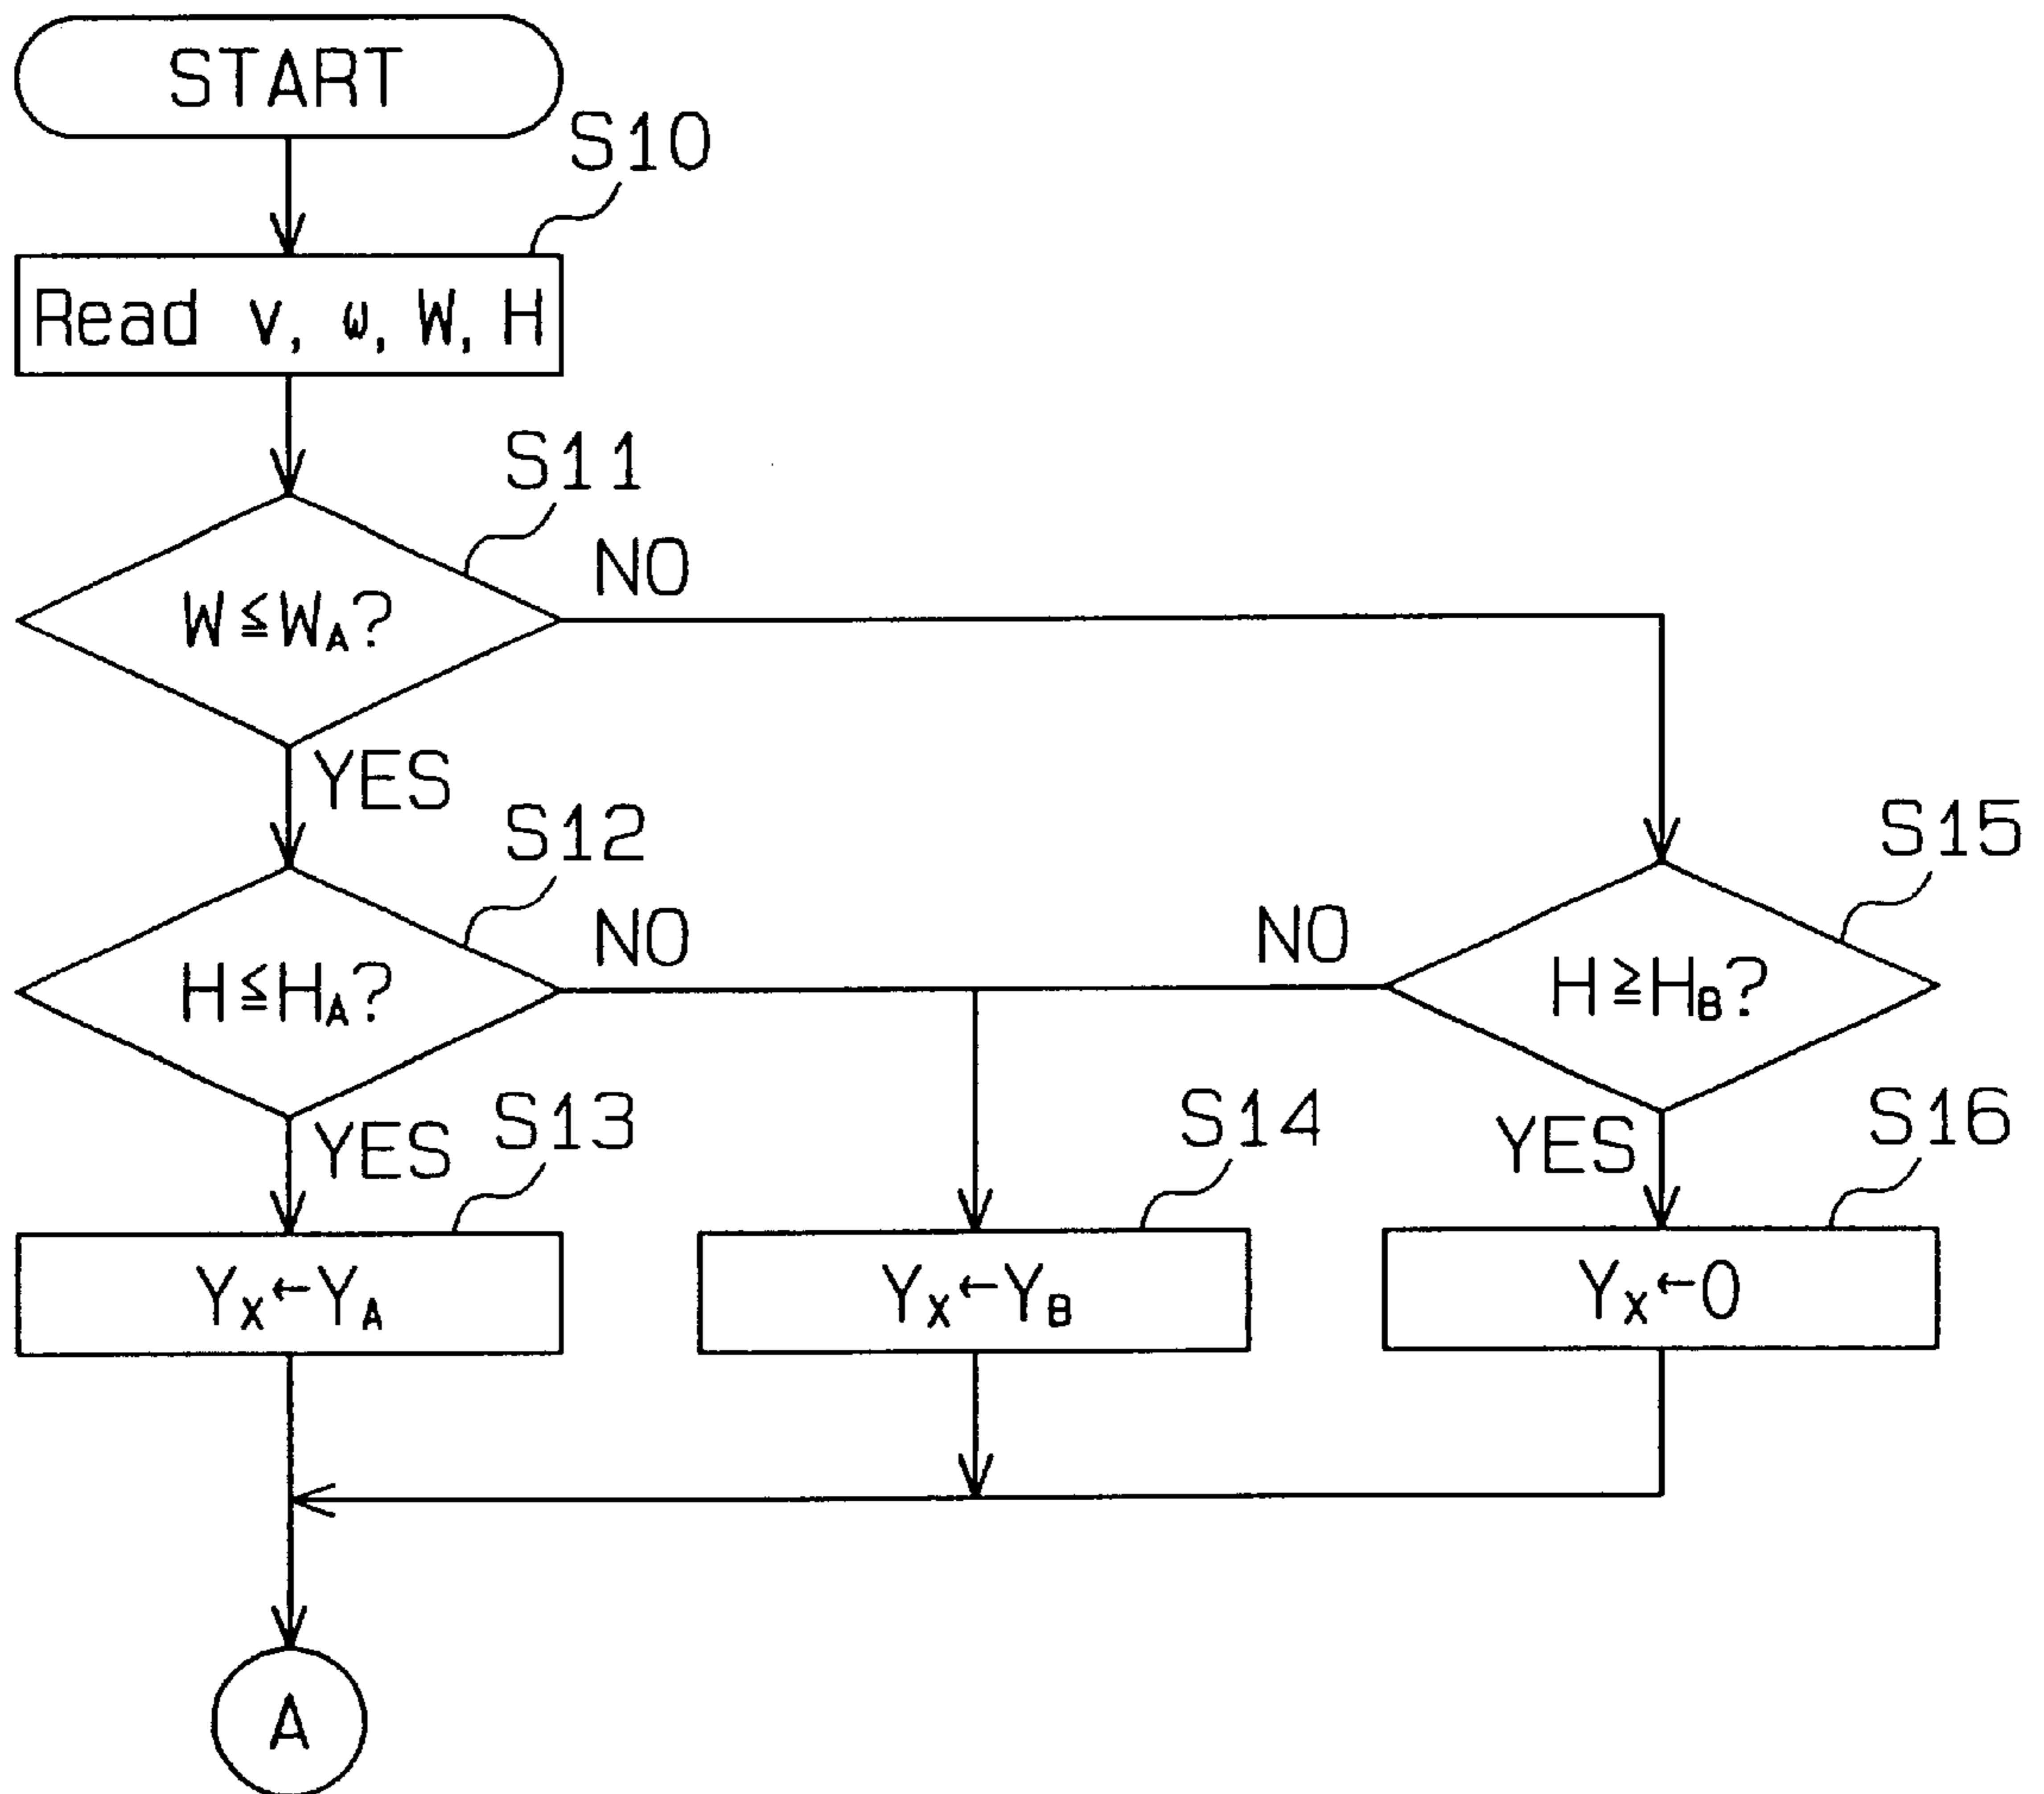 START
S10
Read v, ω, W, H
S11
NO
W≦WA?
YES
S12
S15
NO
NO
H≦HA?
H≧HB?
YES
S13
S14
YES
S16
YX←YA
YX←YB
YX←0
A